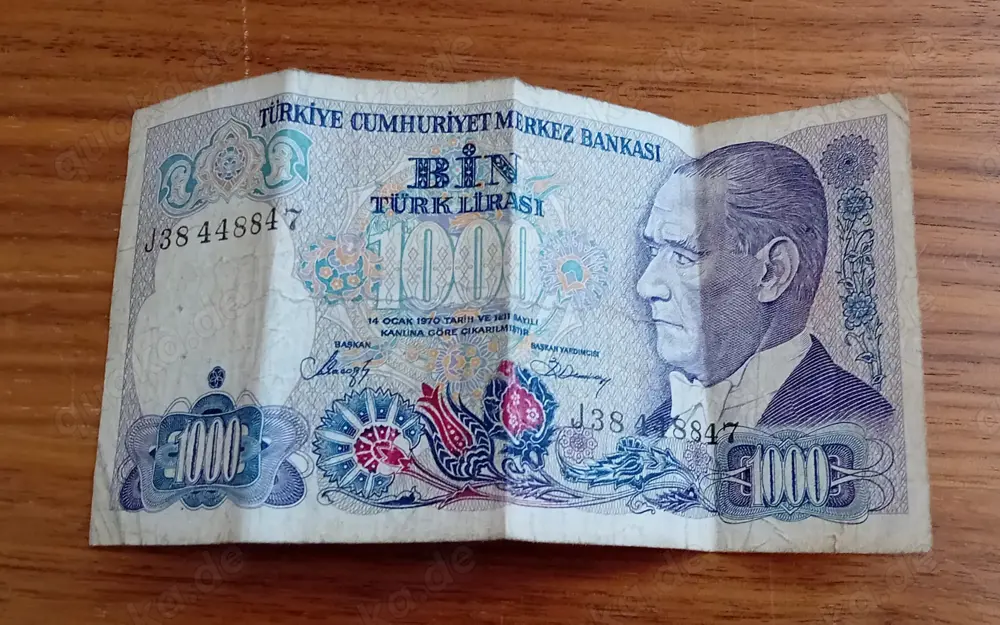 TÜRKİYE CUMHURİYET MERKEZ BANKASI
BİN
TÜRK LİRASI
J38 448847
1000
14 OCAK 1970 TARİH VE 1211 SAYILI
KANUNA GÖRE ÇIKARILMIŞTIR
BAŞKAN
BAŞKAN YARDIMCISI
J38 448847
1000
1000